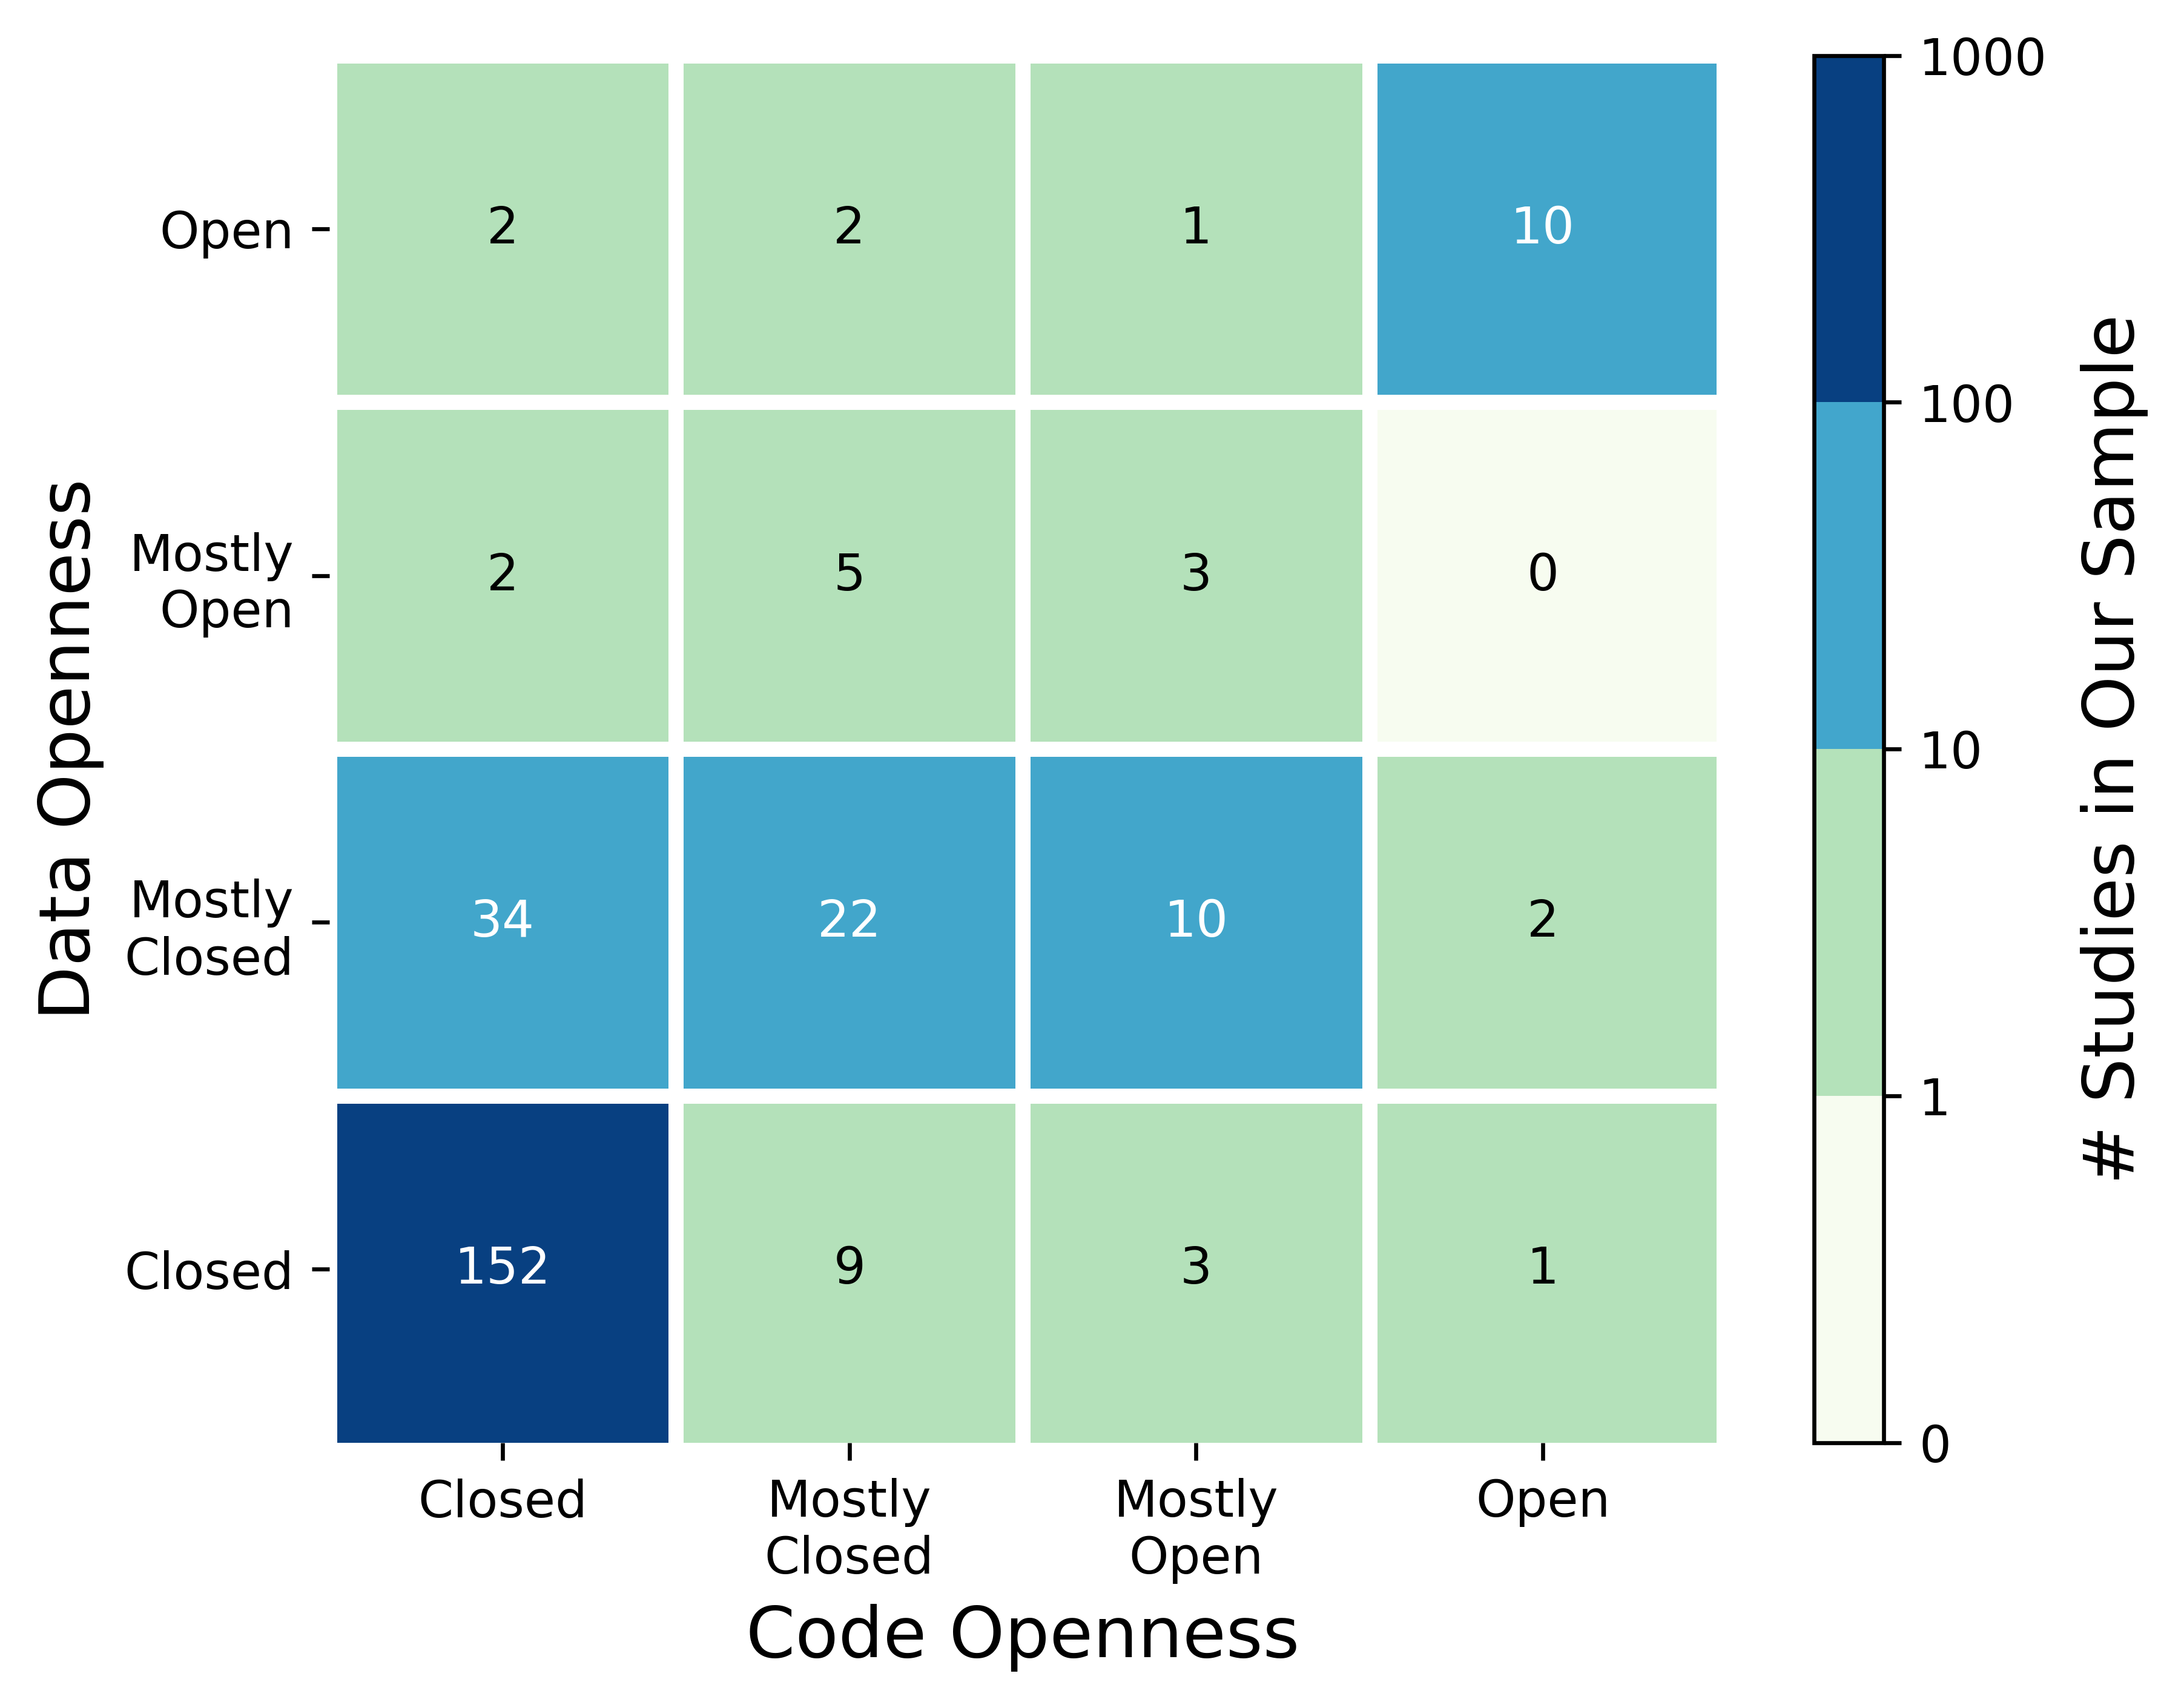 Data Openness
Open
Mostly
Open
Mostly
Closed
Closed
2 2 1 10
2 5 3 0
34 22 10 2
152 9 3 1
Closed
Mostly
Closed
Mostly
Open
Open
Code Openness
1000
100
10
1
0
# Studies in Our Sample